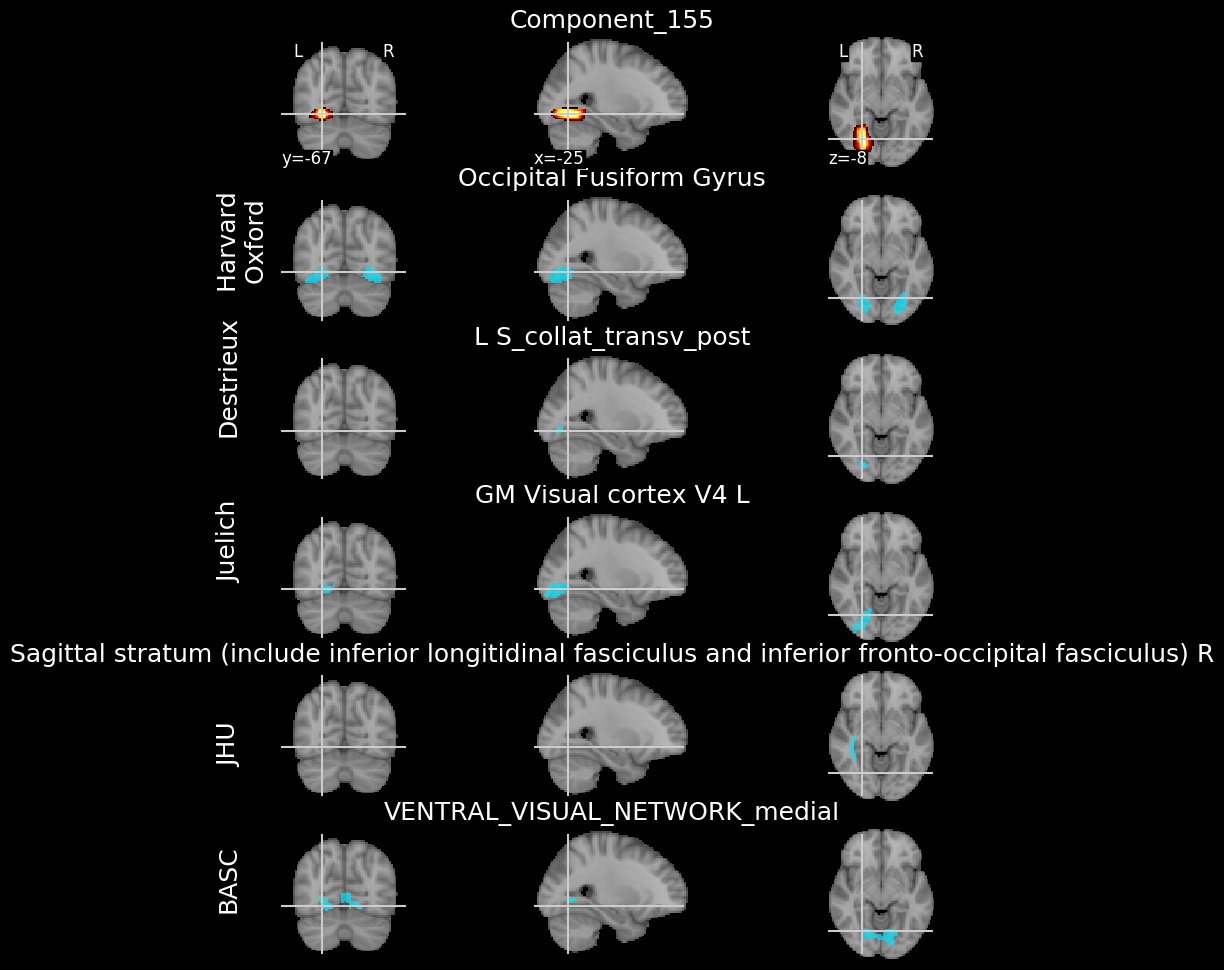 Component_155
L R L R
y=-67 x=-25 z=-8
Occipital Fusiform Gyrus
Harvard
Oxford
L S_collat_transv_post
Destrieux
GM Visual cortex V4 L
Juelich
Sagittal stratum (include inferior longitidinal fasciculus and inferior fronto-occipital fasciculus) R
JHU
VENTRAL_VISUAL_NETWORK_medial
BASC